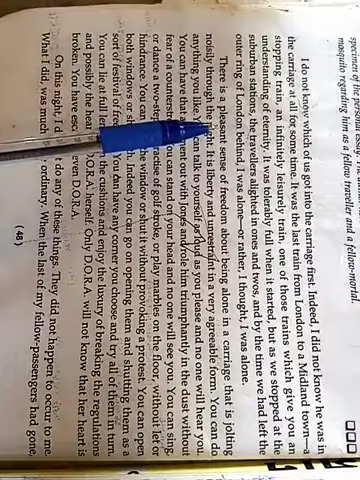 specimen of the personal essay. The
mosquito regarding him as a fellow traveller and a fellow-mortal.
I do not know which of us got into the carriage first. Indeed, I did not know he was in
the carriage at all for some time. It was the last train from London to a Midland town—a
stopping train, an infinitely leisurely train, one of those trains which give you an
understanding of eternity. It was tolerably full when it started, but as we stopped at the
suburban stations, the travellers alighted in ones and twos, and by the time we had left the
outer ring of London behind, I was alone—or rather, I thought, I was alone.
There is a pleasant sense of freedom about being alone in a carriage that is jolting
noisily through the night. It is liberty and unrestraint in a very agreeable form. You can do
anything you like. You can talk to yourself as loud as you please and no one will hear you.
You can have that argument out with Jones and role him triumphantly in the dust without
fear of a counterstroke. You can stand on your head and no one will see you. You can sing,
or dance a two-step, or practise a golf stroke, or play marbles on the floor, without let or
hindrance. You can open the window or shut it without provoking a protest. You can open
both windows or shut both. Indeed you can go on opening them and shutting them as a
sort of festival of freedom. You can have any corner you choose and try all of them in turn.
You can lie at full length on the cushions and enjoy the luxury of breaking the regulations
and possibly the heart of D.O.R.A. herself. Only D.O.R.A. will not know that her heart is
broken. You have escaped even D.O.R.A.
On this night, I did not do any of these things. They did not happen to occur to me.
What I did, was much more ordinary. When the last of my fellow-passengers had gone,
(48)